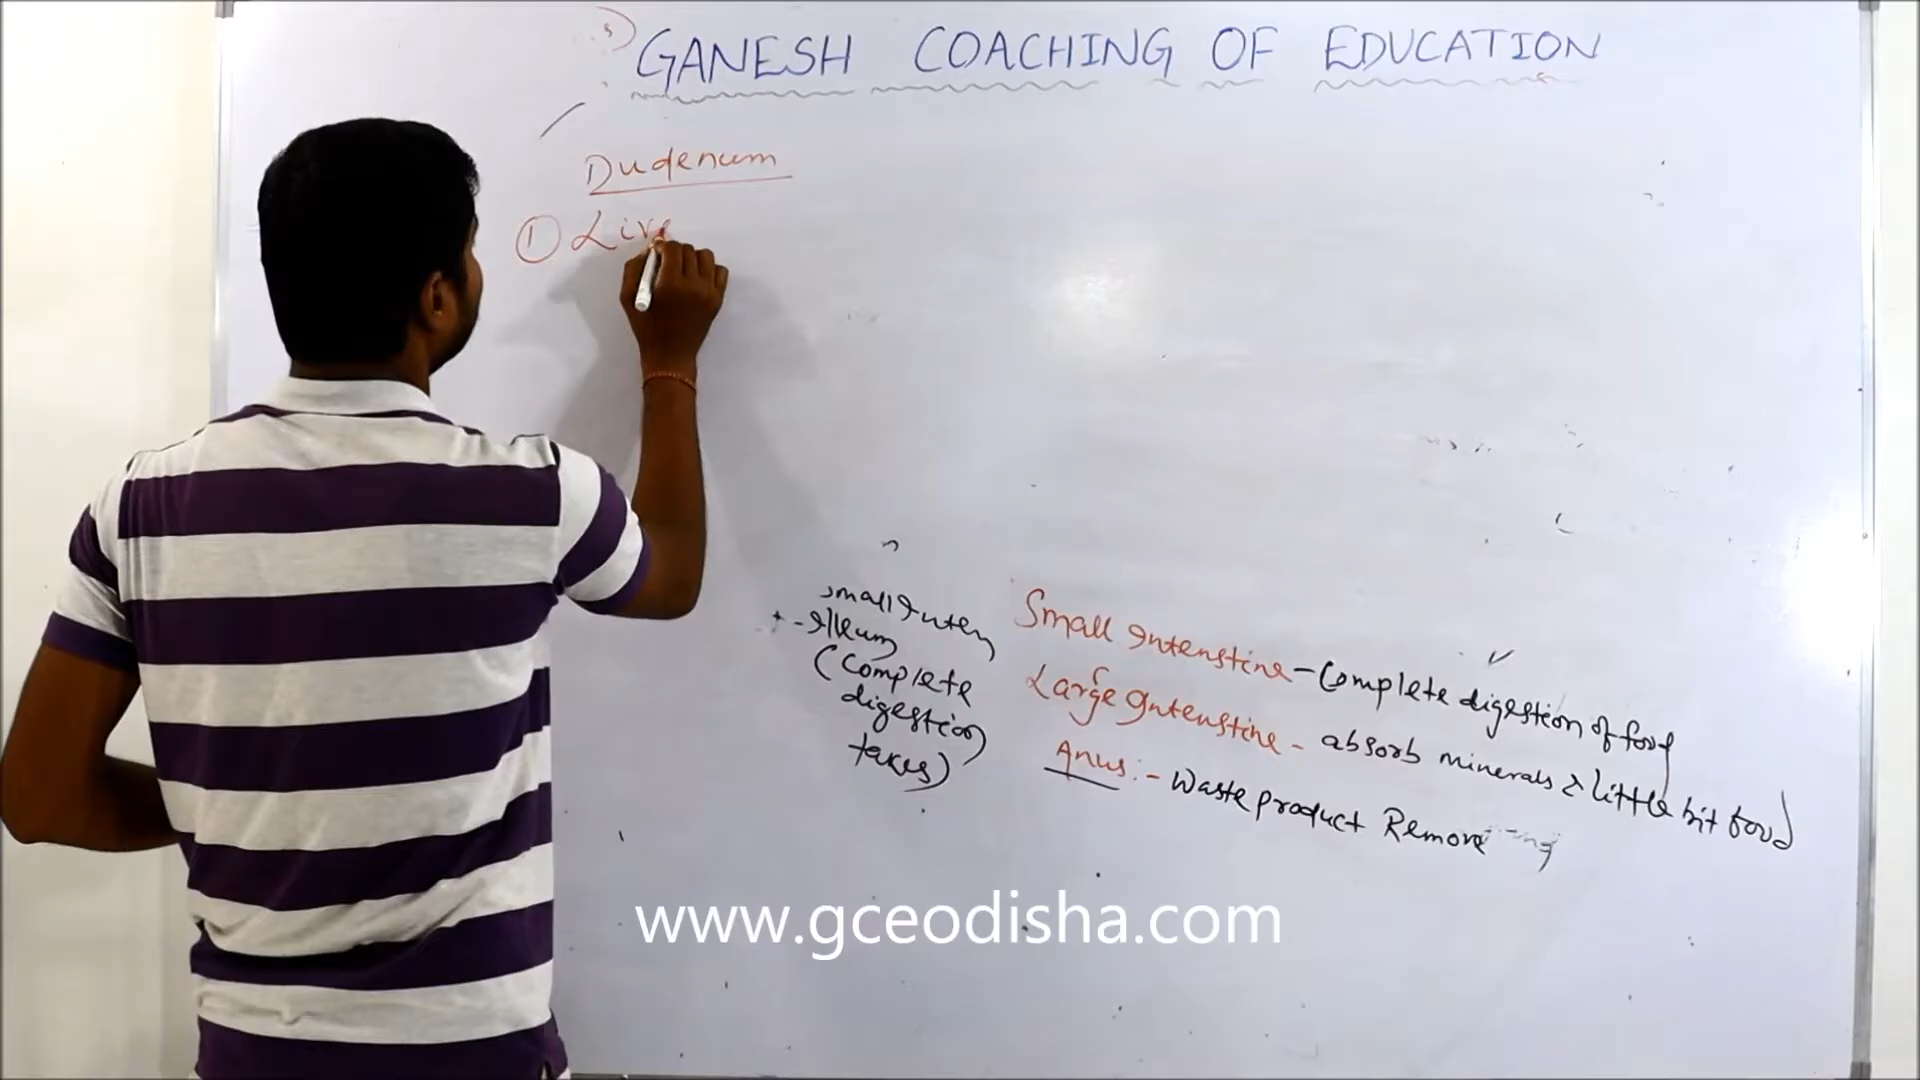 GANESH COACHING OF EDUCATION
Dudenum
① Live
small Inten
- Illeum
(Complete
digestion
takes)
Small Intenstine - Complete digestion of food
Large Intenstine - absorb minerals & little bit food
Anus :- Waste product Remove
www.gceodisha.com